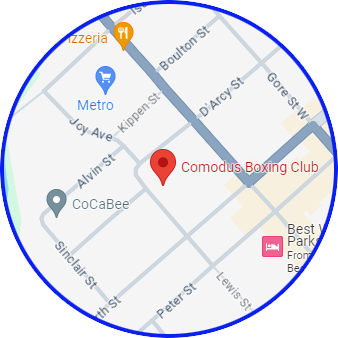 Is
izzeria
Boulton St
Metro
Gore St W
Kippen St
D'Arcy St
Joy Ave
Comodus Boxing Club
Alvin St
CoCaBee
Best W
Parka
From
Be
Sinclair St
Lewis St
th St
Peter St